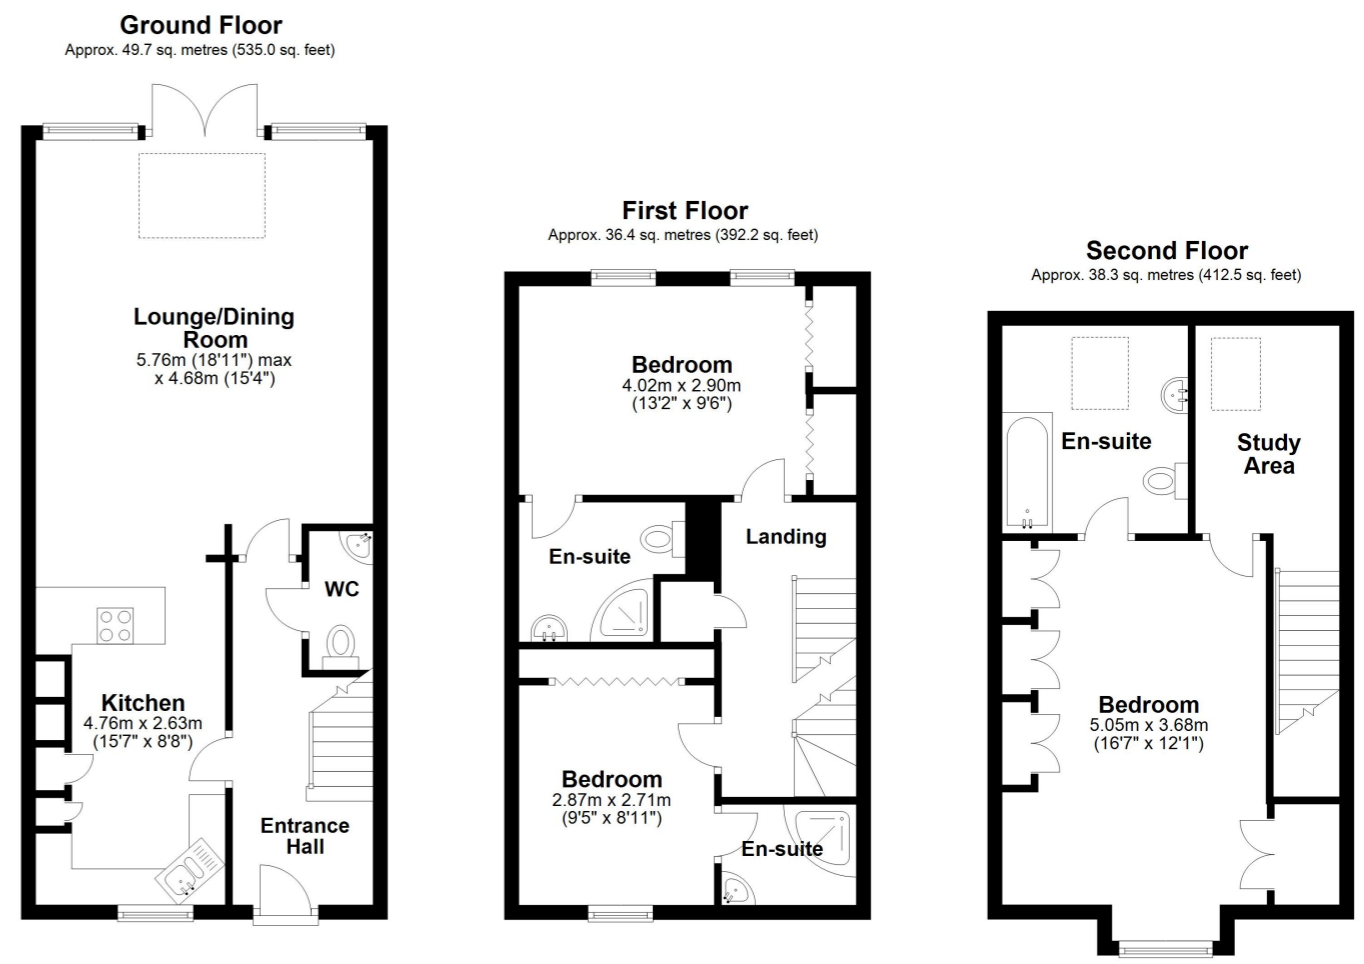 Ground Floor
Approx. 49.7 sq. metres (535.0 sq. feet)
Lounge/Dining
Room
5.76m (18'11") max
x 4.68m (15'4")
WC
Kitchen
4.76m x 2.63m
(15'7" x 8'8")
Entrance
Hall
First Floor
Approx. 36.4 sq. metres (392.2 sq. feet)
Bedroom
4.02m x 2.90m
(13'2" x 9'6")
En-suite
Landing
Bedroom
2.87m x 2.71m
(9'5" x 8'11")
En-suite
Second Floor
Approx. 38.3 sq. metres (412.5 sq. feet)
En-suite
Study
Area
Bedroom
5.05m x 3.68m
(16'7" x 12'1")